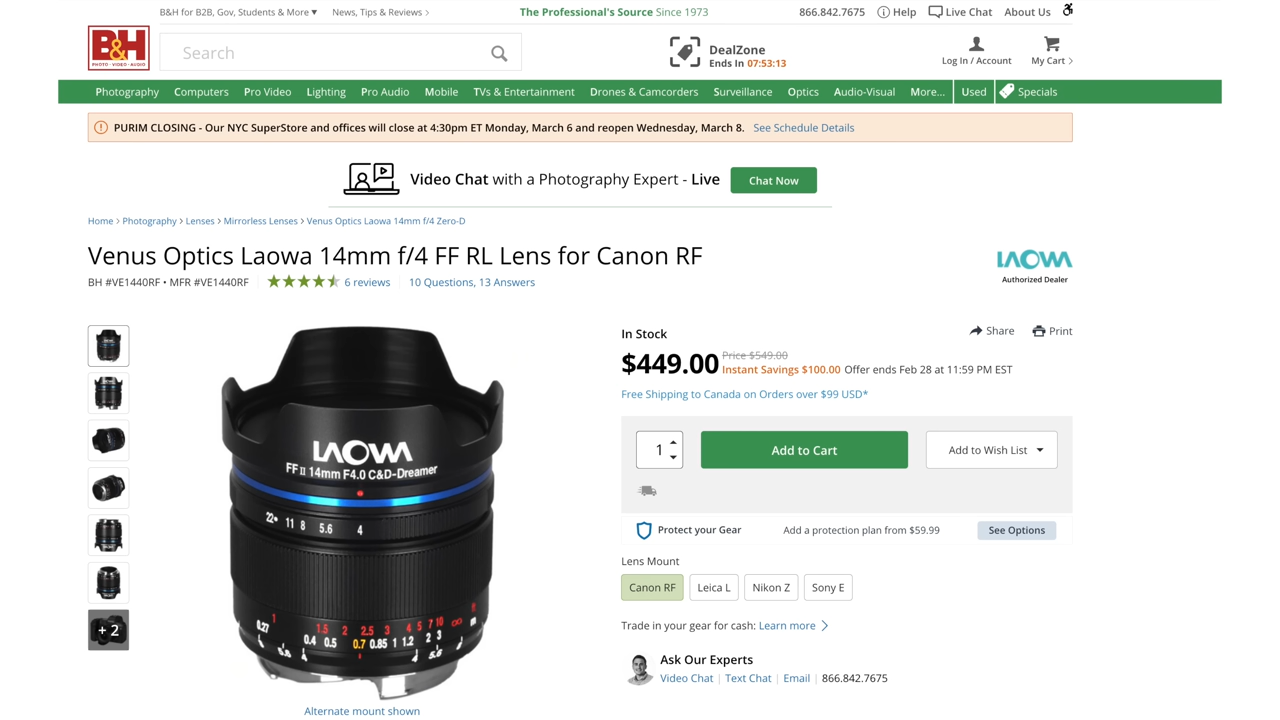 B&H for B2B, Gov, Students & More ▼ News, Tips & Reviews > The Professional's Source Since 1973 866.842.7675 Help Live Chat About Us
B&H
PHOTO · VIDEO · AUDIO
Search
DealZone
Ends In 07:53:13
Log In / Account
My Cart >
Photography Computers Pro Video Lighting Pro Audio Mobile TVs & Entertainment Drones & Camcorders Surveillance Optics Audio-Visual More... Used Specials
PURIM CLOSING - Our NYC SuperStore and offices will close at 4:30pm ET Monday, March 6 and reopen Wednesday, March 8. See Schedule Details
Video Chat with a Photography Expert - Live Chat Now
Home > Photography > Lenses > Mirrorless Lenses > Venus Optics Laowa 14mm f/4 Zero-D
Venus Optics Laowa 14mm f/4 FF RL Lens for Canon RF
BH #VE1440RF • MFR #VE1440RF 6 reviews 10 Questions, 13 Answers
LAOWA
Authorized Dealer
+ 2
LAOWA
FF II 14mm F4.0 C&D-Dreamer
22 11 8 5.6 4
1 1.5 2 2.5 3 4 5 7 10 ∞
0.27 0.4 0.5 0.7 0.85 1 1.2 2 3 m
Alternate mount shown
In Stock
Share Print
$449.00 Price $549.00
Instant Savings $100.00 Offer ends Feb 28 at 11:59 PM EST
Free Shipping to Canada on Orders over $99 USD*
1 Add to Cart Add to Wish List
Protect your Gear Add a protection plan from $59.99 See Options
Lens Mount
Canon RF Leica L Nikon Z Sony E
Trade in your gear for cash: Learn more >
Ask Our Experts
Video Chat | Text Chat | Email | 866.842.7675